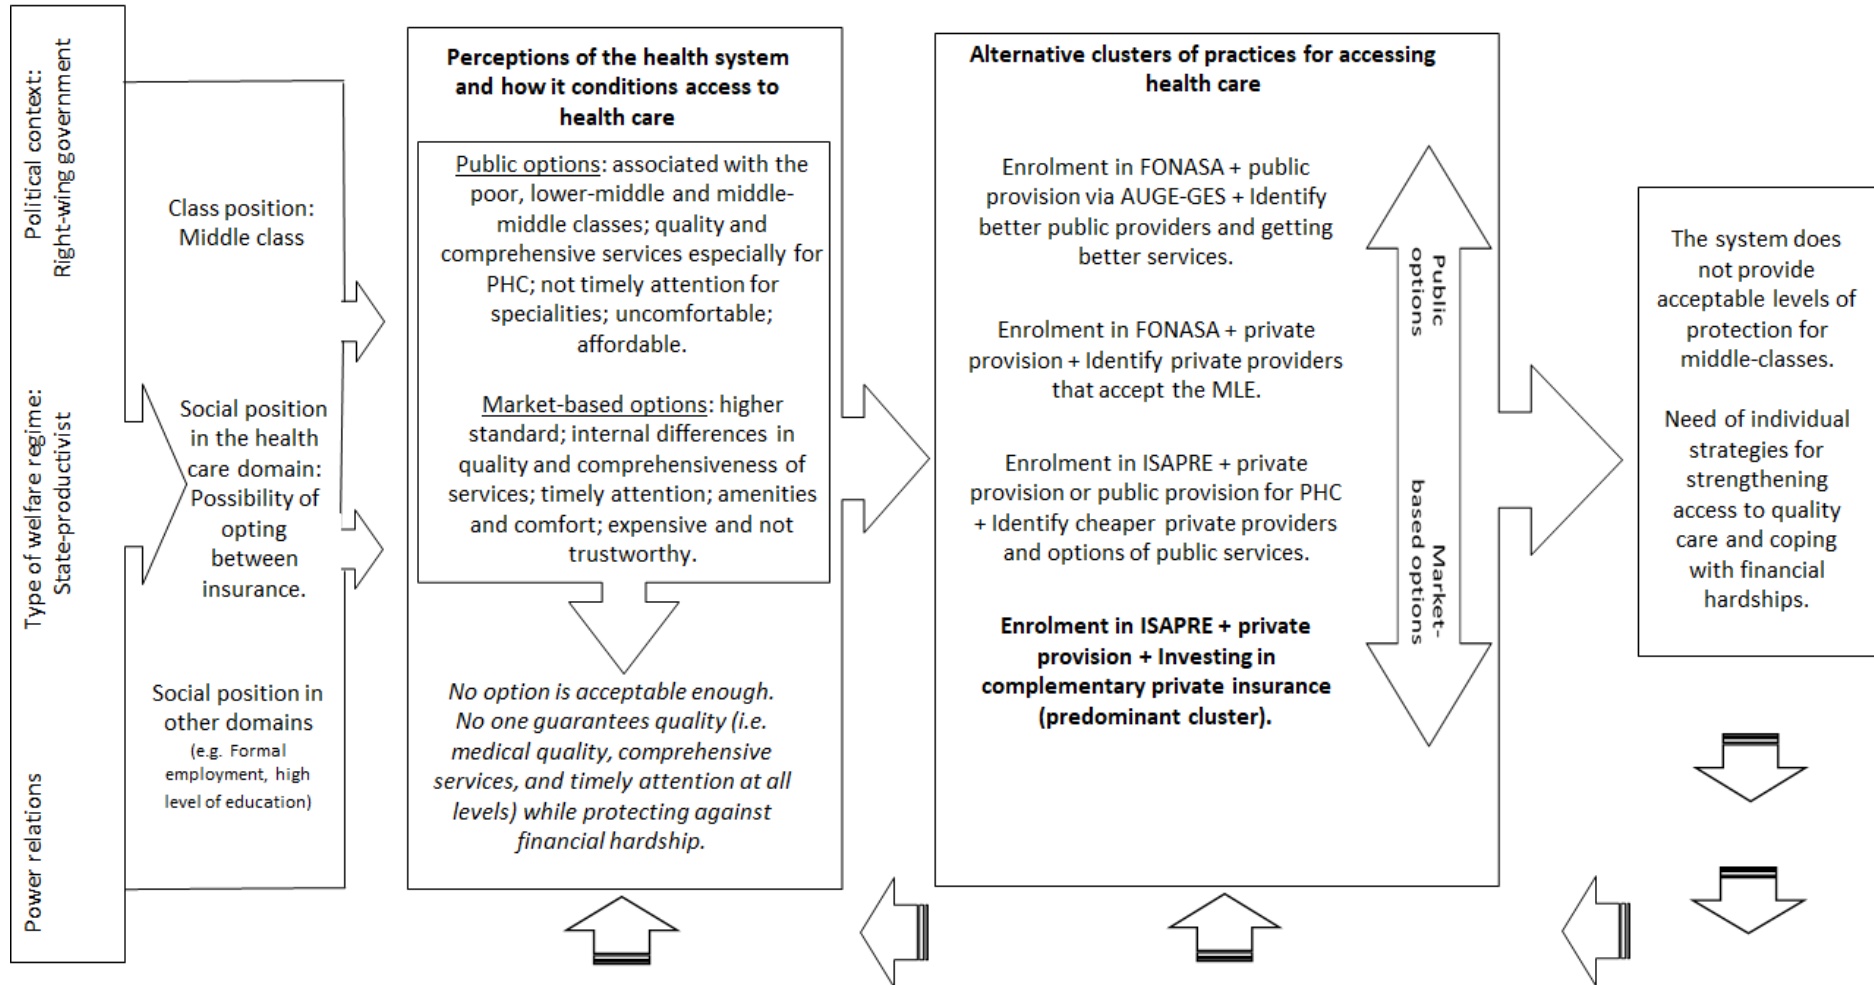 Political context:
Right-wing government
Type of welfare regime:
State-productivist
Power relations
Class position:
Middle class
Social position
in the health
care domain:
Possibility of
opting
between
insurance.
Social position in
other domains
(e.g. Formal
employment, high
level of education)
Perceptions of the health system
and how it conditions access to
health care
Public options: associated with the
poor, lower-middle and middle-
middle classes; quality and
comprehensive services especially for
PHC; not timely attention for
specialities; uncomfortable;
affordable.
Market-based options: higher
standard; internal differences in
quality and comprehensiveness of
services; timely attention; amenities
and comfort; expensive and not
trustworthy.
No option is acceptable enough.
No one guarantees quality (i.e.
medical quality, comprehensive
services, and timely attention at all
levels) while protecting against
financial hardship.
Alternative clusters of practices for accessing
health care
Enrolment in FONASA + public
provision via AUGE-GES + Identify
better public providers and getting
better services.
Enrolment in FONASA + private
provision + Identify private providers
that accept the MLE.
Enrolment in ISAPRE + private
provision or public provision for PHC
+ Identify cheaper private providers
and options of public services.
Enrolment in ISAPRE + private
provision + Investing in
complementary private insurance
(predominant cluster).
Public
options
Market-
based options
The system does
not provide
acceptable levels of
protection for
middle-classes.
Need of individual
strategies for
strengthening
access to quality
care and coping
with financial
hardships.